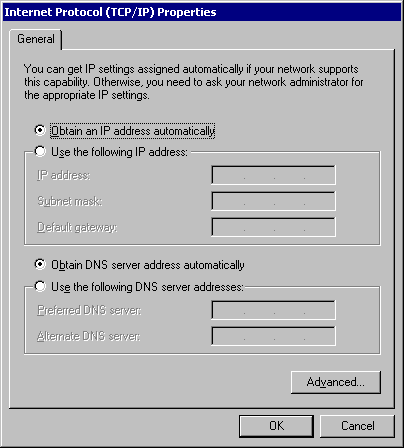 Internet Protocol (TCP/IP) Properties
General
You can get IP settings assigned automatically if your network supports
this capability. Otherwise, you need to ask your network administrator for
the appropriate IP settings.
Obtain an IP address automatically
Use the following IP address:
IP address:
Subnet mask:
Default gateway:
Obtain DNS server address automatically
Use the following DNS server addresses:
Preferred DNS server:
Alternate DNS server:
Advanced...
OK
Cancel